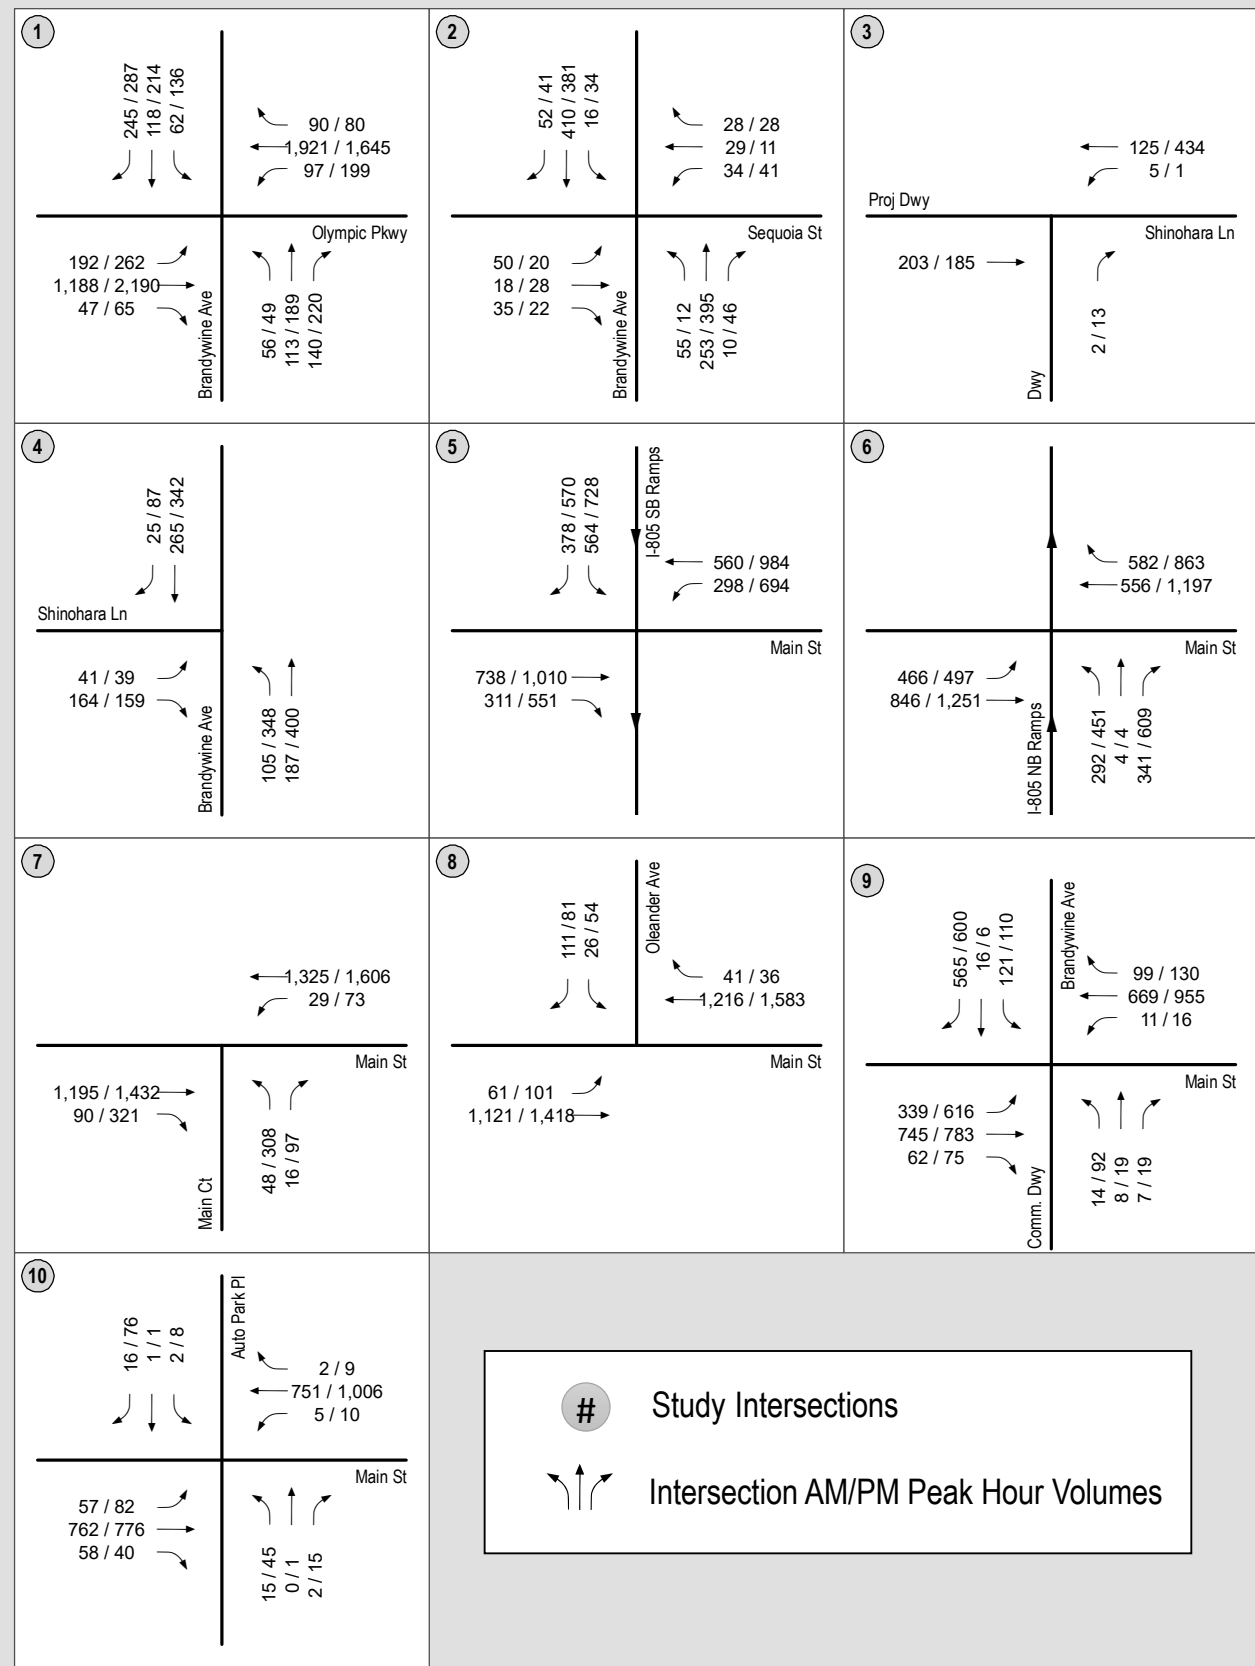 1
245 / 287
118 / 214
62 / 136
90 / 80
1,921 / 1,645
97 / 199
Olympic Pkwy
192 / 262
1,188 / 2,190
47 / 65
Brandywine Ave
56 / 49
113 / 189
140 / 220
2
52 / 41
410 / 381
16 / 34
28 / 28
29 / 11
34 / 41
Sequoia St
50 / 20
18 / 28
35 / 22
Brandywine Ave
55 / 12
253 / 395
10 / 46
3
125 / 434
5 / 1
Proj Dwy
Shinohara Ln
203 / 185
Dwy
2 / 13
4
25 / 87
265 / 342
Shinohara Ln
41 / 39
164 / 159
Brandywine Ave
105 / 348
187 / 400
5
378 / 570
564 / 728
I-805 SB Ramps
560 / 984
298 / 694
Main St
738 / 1,010
311 / 551
6
582 / 863
556 / 1,197
Main St
466 / 497
846 / 1,251
I-805 NB Ramps
292 / 451
4 / 4
341 / 609
7
1,325 / 1,606
29 / 73
Main St
1,195 / 1,432
90 / 321
Main Ct
48 / 308
16 / 97
8
111 / 81
26 / 54
Oleander Ave
41 / 36
1,216 / 1,583
Main St
61 / 101
1,121 / 1,418
9
565 / 600
16 / 6
121 / 110
Brandywine Ave
99 / 130
669 / 955
11 / 16
Main St
339 / 616
745 / 783
62 / 75
Comm. Dwy
14 / 92
8 / 19
7 / 19
10
16 / 76
1 / 1
2 / 8
Auto Park Pl
2 / 9
751 / 1,006
5 / 10
Main St
57 / 82
762 / 776
58 / 40
15 / 45
0 / 1
2 / 15
# Study Intersections
Intersection AM/PM Peak Hour Volumes